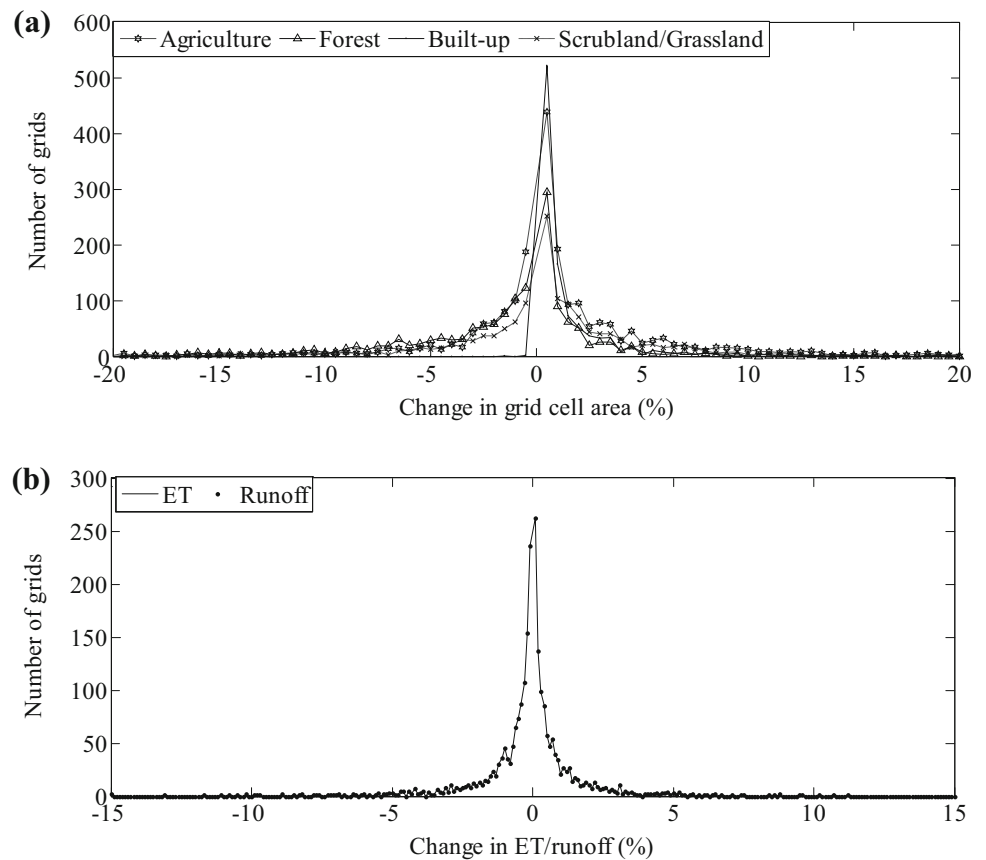 (a)
600
Agriculture Forest Built-up Scrubland/Grassland
500
400
300
200
100
0
Number of grids
-20 -15 -10 -5 0 5 10 15 20
Change in grid cell area (%)
(b)
300
ET Runoff
250
200
150
100
50
0
Number of grids
-15 -10 -5 0 5 10 15
Change in ET/runoff (%)